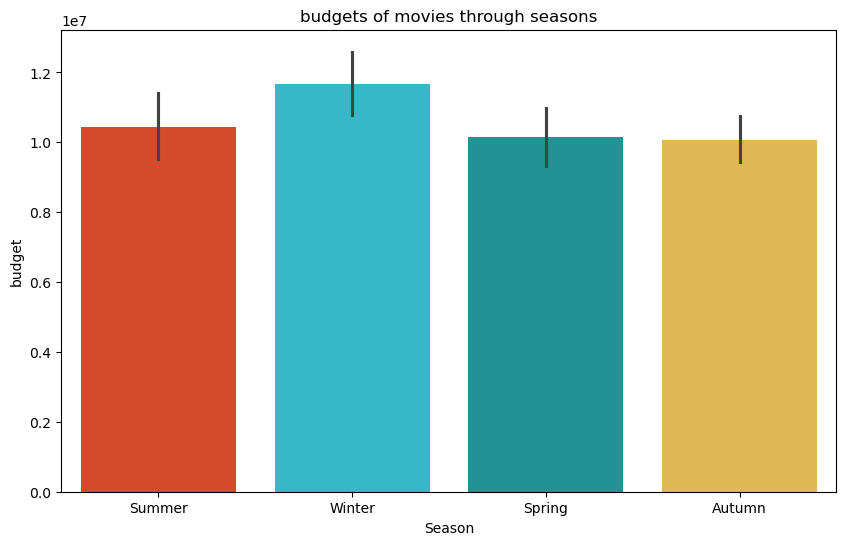 budgets of movies through seasons
1e7
1.2
1.0
0.8
0.6
0.4
0.2
0.0
budget
Summer Winter Spring Autumn
Season